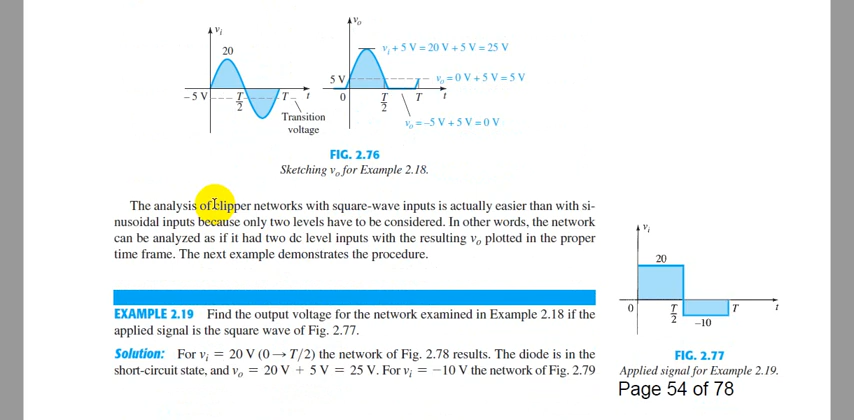 vi
20
−5 V
T
2
T
t
Transition
voltage
vo
vi + 5 V = 20 V + 5 V = 25 V
5 V
vo = 0 V + 5 V = 5 V
0
T
2
T
t
vo = –5 V + 5 V = 0 V
FIG. 2.76
Sketching vo for Example 2.18.
The analysis of clipper networks with square-wave inputs is actually easier than with si-
nusoidal inputs because only two levels have to be considered. In other words, the network
can be analyzed as if it had two dc level inputs with the resulting vo plotted in the proper
time frame. The next example demonstrates the procedure.
EXAMPLE 2.19 Find the output voltage for the network examined in Example 2.18 if the
applied signal is the square wave of Fig. 2.77.
Solution: For vi = 20 V (0 → T/2) the network of Fig. 2.78 results. The diode is in the
short-circuit state, and vo = 20 V + 5 V = 25 V. For vi = −10 V the network of Fig. 2.79
vi
20
0
T
2
T
t
−10
FIG. 2.77
Applied signal for Example 2.19.
Page 54 of 78